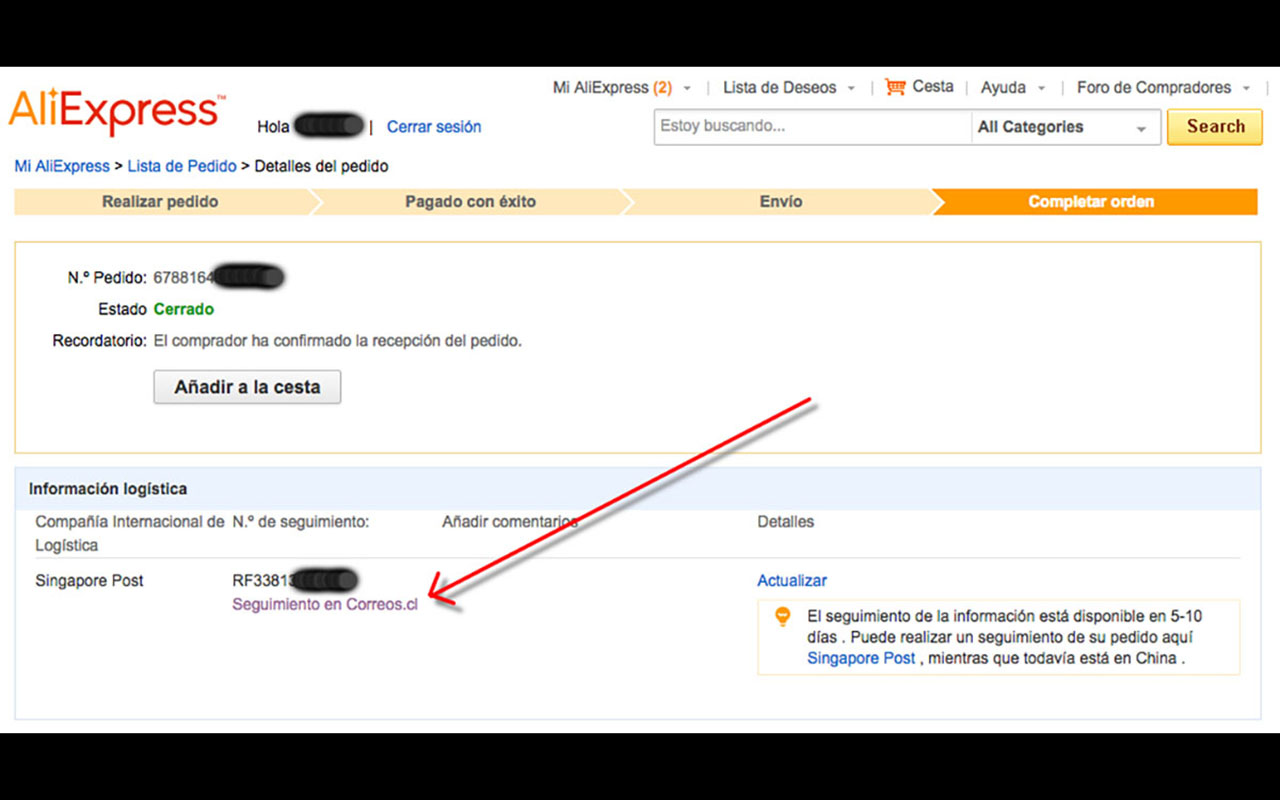 Mi AliExpress (2) | Lista de Deseos | Cesta | Ayuda | Foro de Compradores |
AliExpress™
Hola | Cerrar sesión
Estoy buscando... All Categories Search
Mi AliExpress > Lista de Pedido > Detalles del pedido
Realizar pedido Pagado con éxito Envío Completar orden
N.º Pedido: 6788164
Estado Cerrado
Recordatorio: El comprador ha confirmado la recepción del pedido.
Añadir a la cesta
Información logística
Compañía Internacional de Logística
N.º de seguimiento:
Añadir comentarios
Detalles
Singapore Post
RF33813
Seguimiento en Correos.cl
Actualizar
El seguimiento de la información está disponible en 5-10
días . Puede realizar un seguimiento de su pedido aquí
Singapore Post , mientras que todavía está en China .